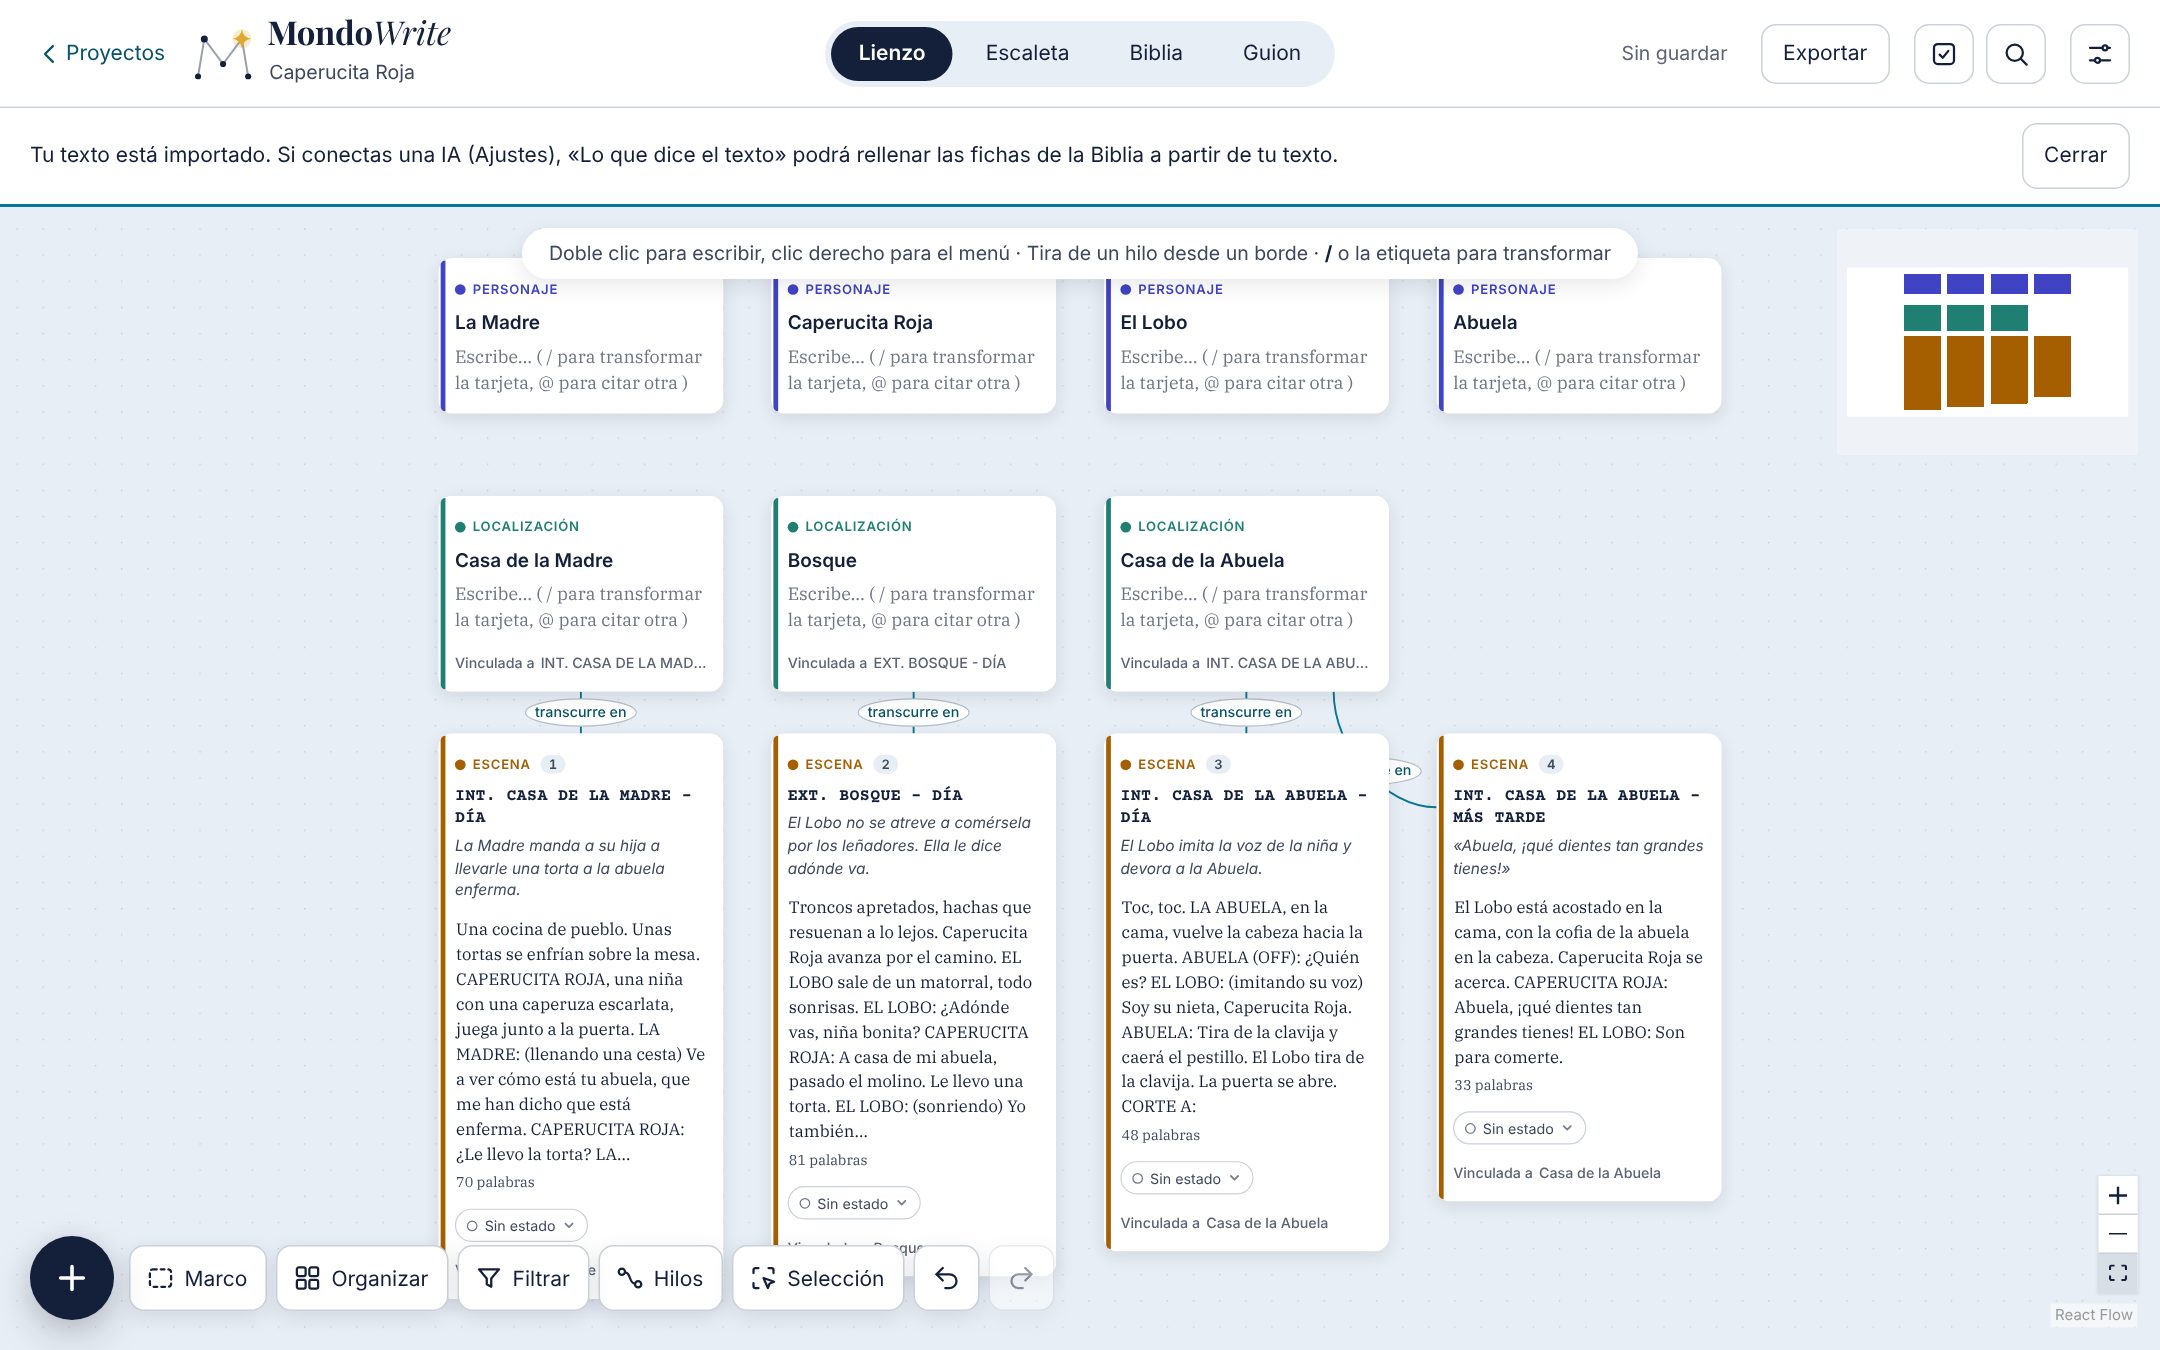 Proyectos
MondoWrite
Caperucita Roja
Lienzo
Escaleta
Biblia
Guion
Sin guardar
Exportar
Tu texto está importado. Si conectas una IA (Ajustes), «Lo que dice el texto» podrá rellenar las fichas de la Biblia a partir de tu texto.
Cerrar
Doble clic para escribir, clic derecho para el menú · Tira de un hilo desde un borde · / o la etiqueta para transformar
PERSONAJE
La Madre
Escribe... ( / para transformar
la tarjeta, @ para citar otra )
PERSONAJE
Caperucita Roja
Escribe... ( / para transformar
la tarjeta, @ para citar otra )
PERSONAJE
El Lobo
Escribe... ( / para transformar
la tarjeta, @ para citar otra )
PERSONAJE
Abuela
Escribe... ( / para transformar
la tarjeta, @ para citar otra )
LOCALIZACIÓN
Casa de la Madre
Escribe... ( / para transformar
la tarjeta, @ para citar otra )
Vinculada a INT. CASA DE LA MAD...
LOCALIZACIÓN
Bosque
Escribe... ( / para transformar
la tarjeta, @ para citar otra )
Vinculada a EXT. BOSQUE - DÍA
LOCALIZACIÓN
Casa de la Abuela
Escribe... ( / para transformar
la tarjeta, @ para citar otra )
Vinculada a INT. CASA DE LA ABU...
transcurre en
transcurre en
transcurre en
en
ESCENA 1
INT. CASA DE LA MADRE -
DÍA
La Madre manda a su hija a
llevarle una torta a la abuela
enferma.
Una cocina de pueblo. Unas
tortas se enfrían sobre la mesa.
CAPERUCITA ROJA, una niña
con una caperuza escarlata,
juega junto a la puerta. LA
MADRE: (llenando una cesta) Ve
a ver cómo está tu abuela, que
me han dicho que está
enferma. CAPERUCITA ROJA:
¿Le llevo la torta? LA...
70 palabras
Sin estado
ESCENA 2
EXT. BOSQUE - DÍA
El Lobo no se atreve a comérsela
por los leñadores. Ella le dice
adónde va.
Troncos apretados, hachas que
resuenan a lo lejos. Caperucita
Roja avanza por el camino. EL
LOBO sale de un matorral, todo
sonrisas. EL LOBO: ¿Adónde
vas, niña bonita? CAPERUCITA
ROJA: A casa de mi abuela,
pasado el molino. Le llevo una
torta. EL LOBO: (sonriendo) Yo
también...
81 palabras
Sin estado
ESCENA 3
INT. CASA DE LA ABUELA -
DÍA
El Lobo imita la voz de la niña y
devora a la Abuela.
Toc, toc. LA ABUELA, en la
cama, vuelve la cabeza hacia la
puerta. ABUELA (OFF): ¿Quién
es? EL LOBO: (imitando su voz)
Soy su nieta, Caperucita Roja.
ABUELA: Tira de la clavija y
caerá el pestillo. El Lobo tira de
la clavija. La puerta se abre.
CORTE A:
48 palabras
Sin estado
Vinculada a Casa de la Abuela
ESCENA 4
INT. CASA DE LA ABUELA -
MÁS TARDE
«Abuela, ¡qué dientes tan grandes
tienes!»
El Lobo está acostado en la
cama, con la cofia de la abuela
en la cabeza. Caperucita Roja se
acerca. CAPERUCITA ROJA:
Abuela, ¡qué dientes tan
grandes tienes! EL LOBO: Son
para comerte.
33 palabras
Sin estado
Vinculada a Casa de la Abuela
Marco
Organizar
Filtrar
Hilos
Selección
React Flow